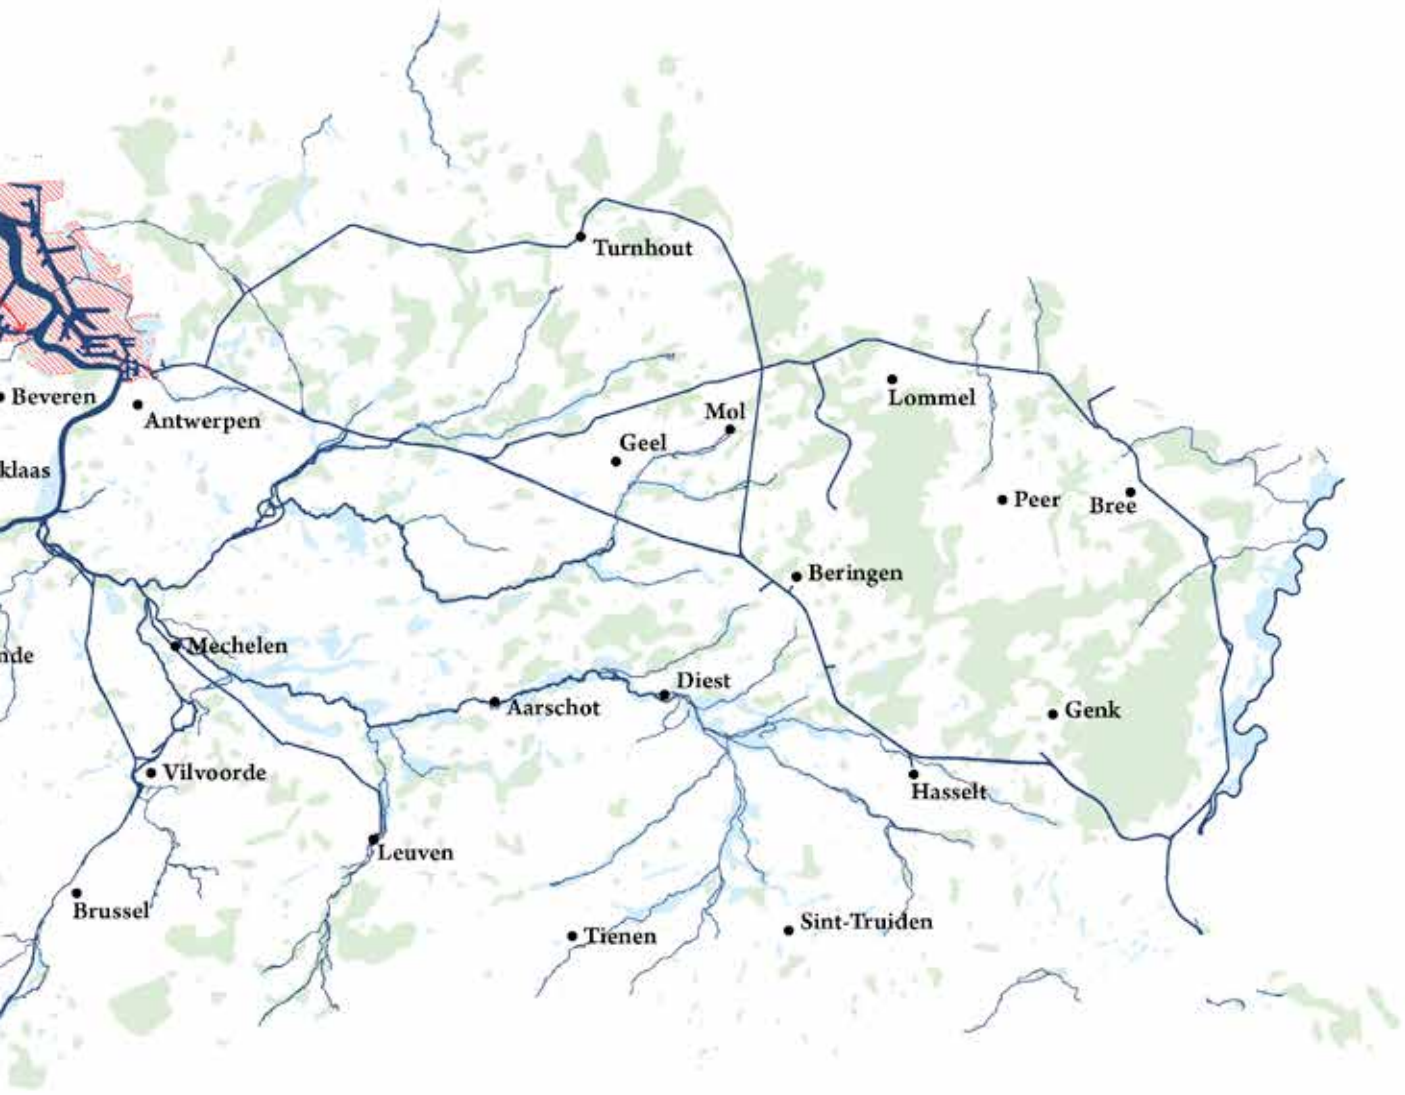 Turnhout
Beveren
Antwerpen
Lommel
Mol
Geel
klaas
Peer
Bree
Beringen
Mechelen
nde
Diest
Aarschot
Genk
Vilvoorde
Hasselt
Leuven
Brussel
Sint-Truiden
Tienen